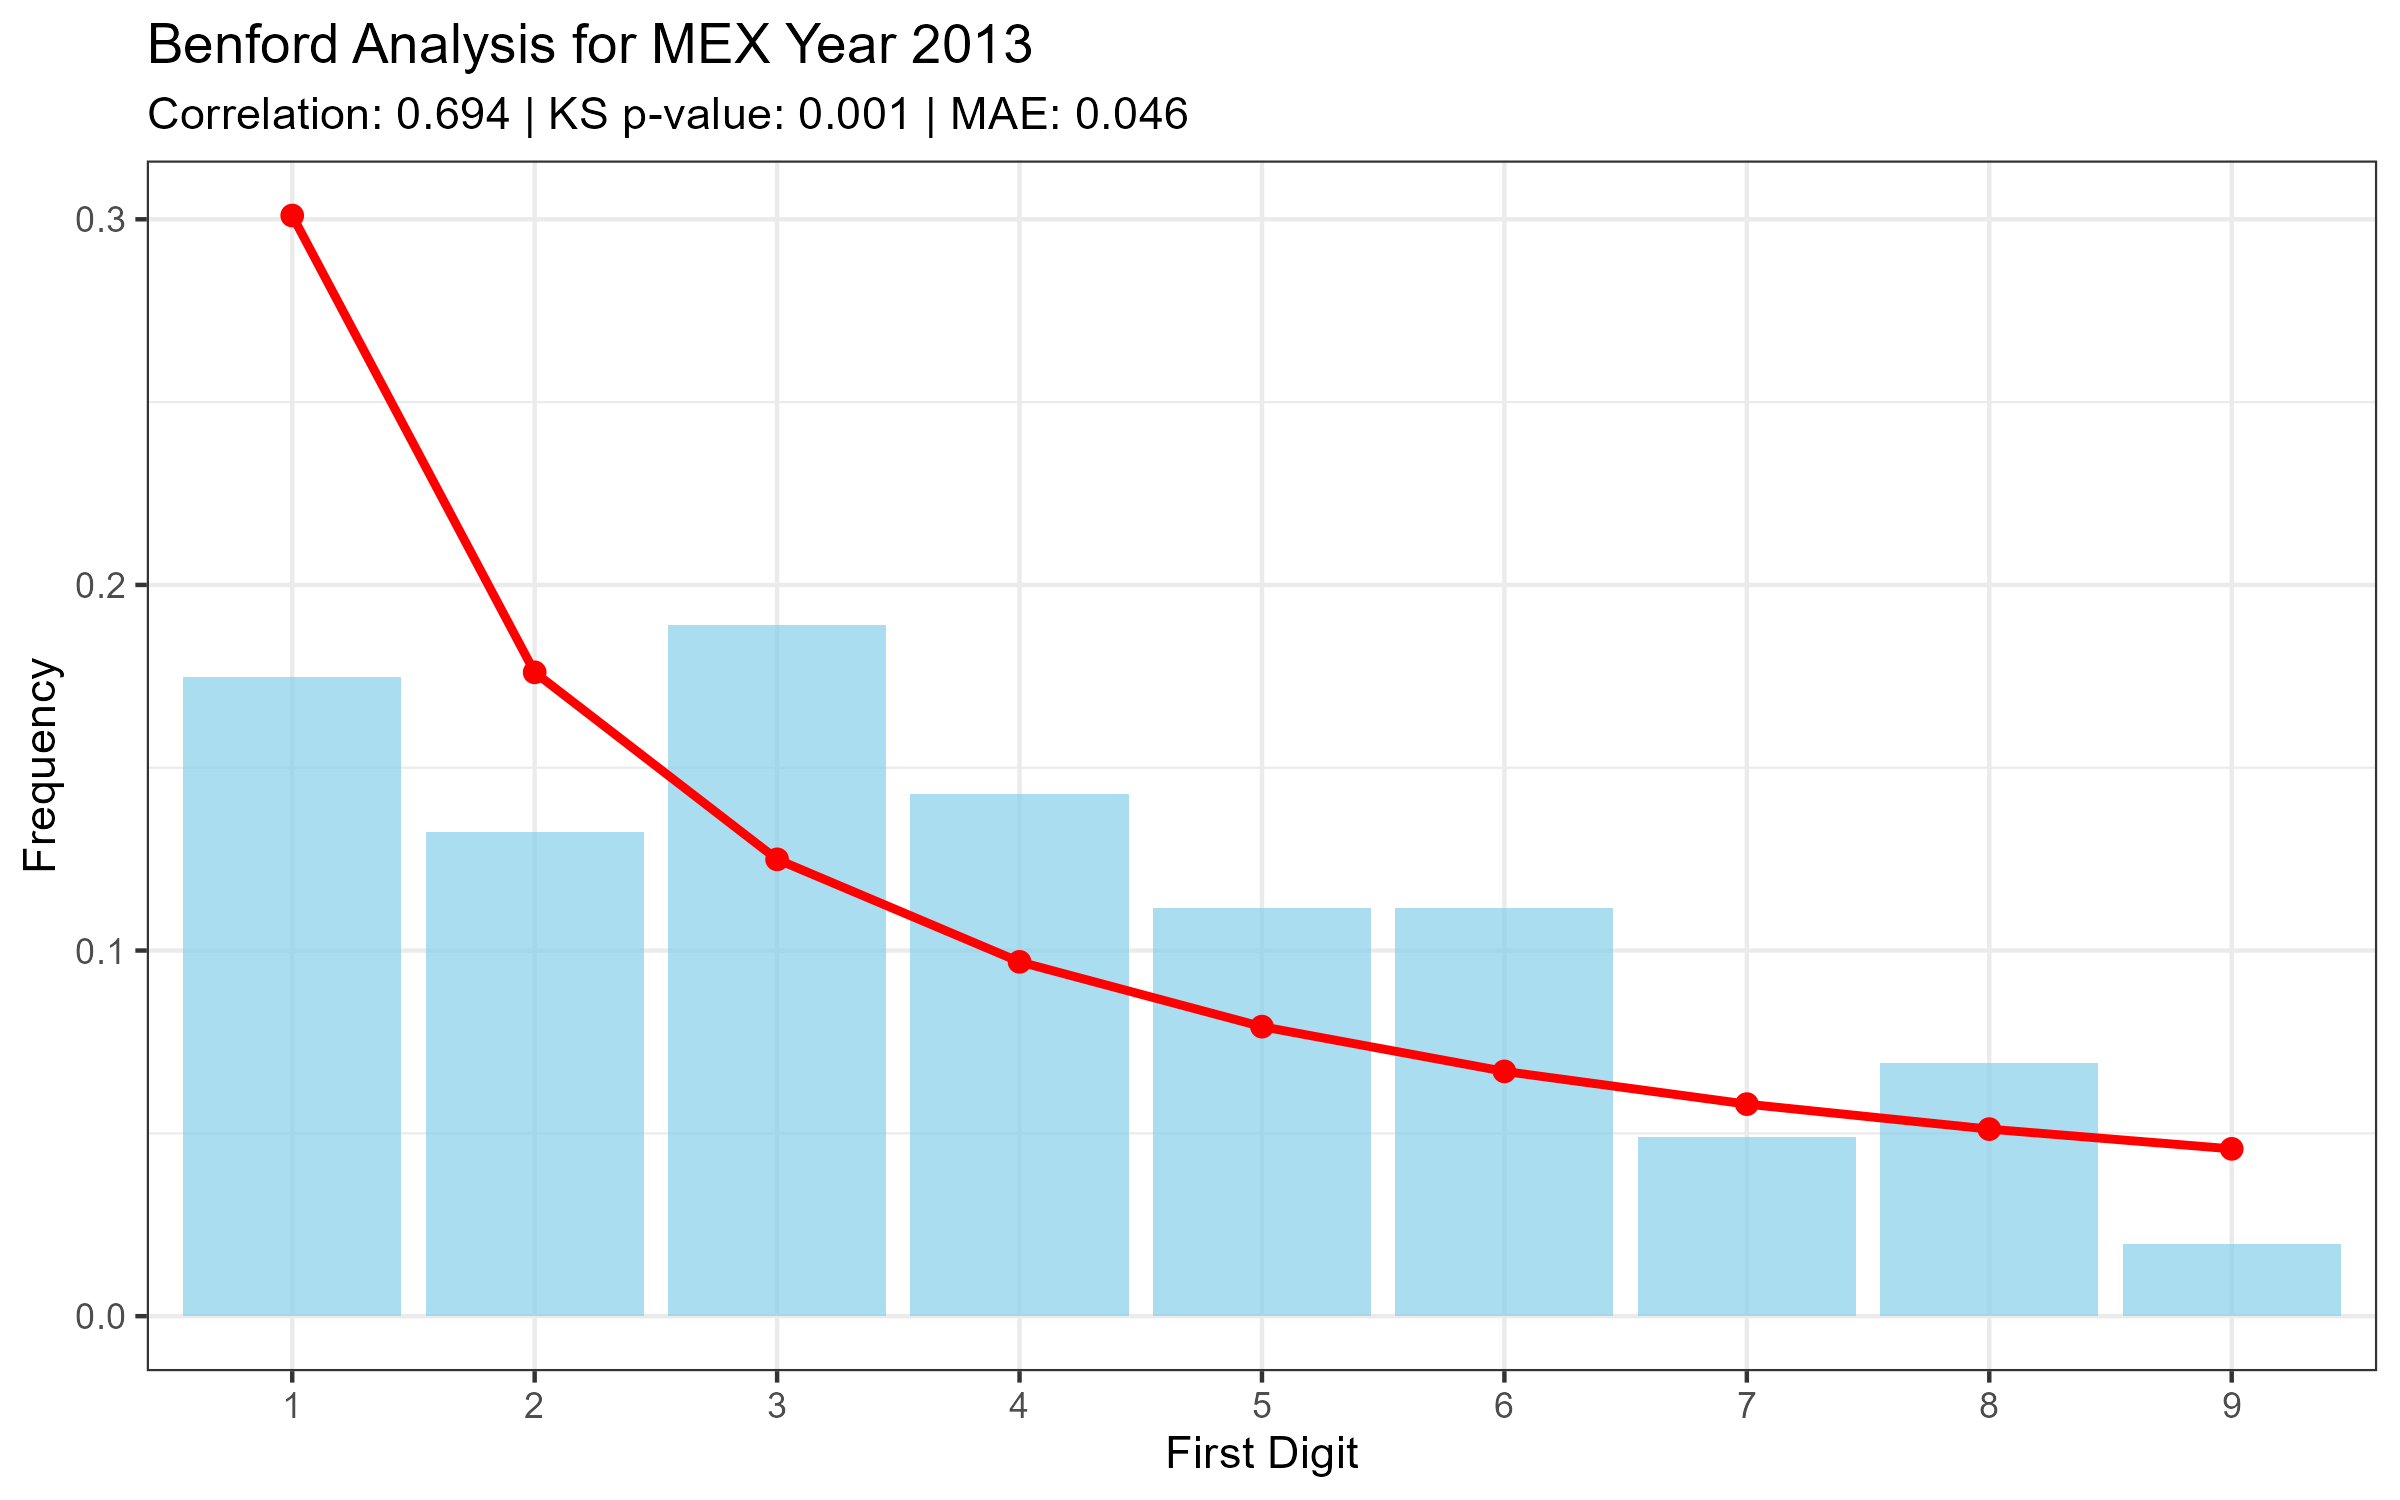 Benford Analysis for MEX Year 2013
Correlation: 0.694 | KS p-value: 0.001 | MAE: 0.046
Frequency
0.3
0.2
0.1
0.0
1 2 3 4 5 6 7 8 9
First Digit